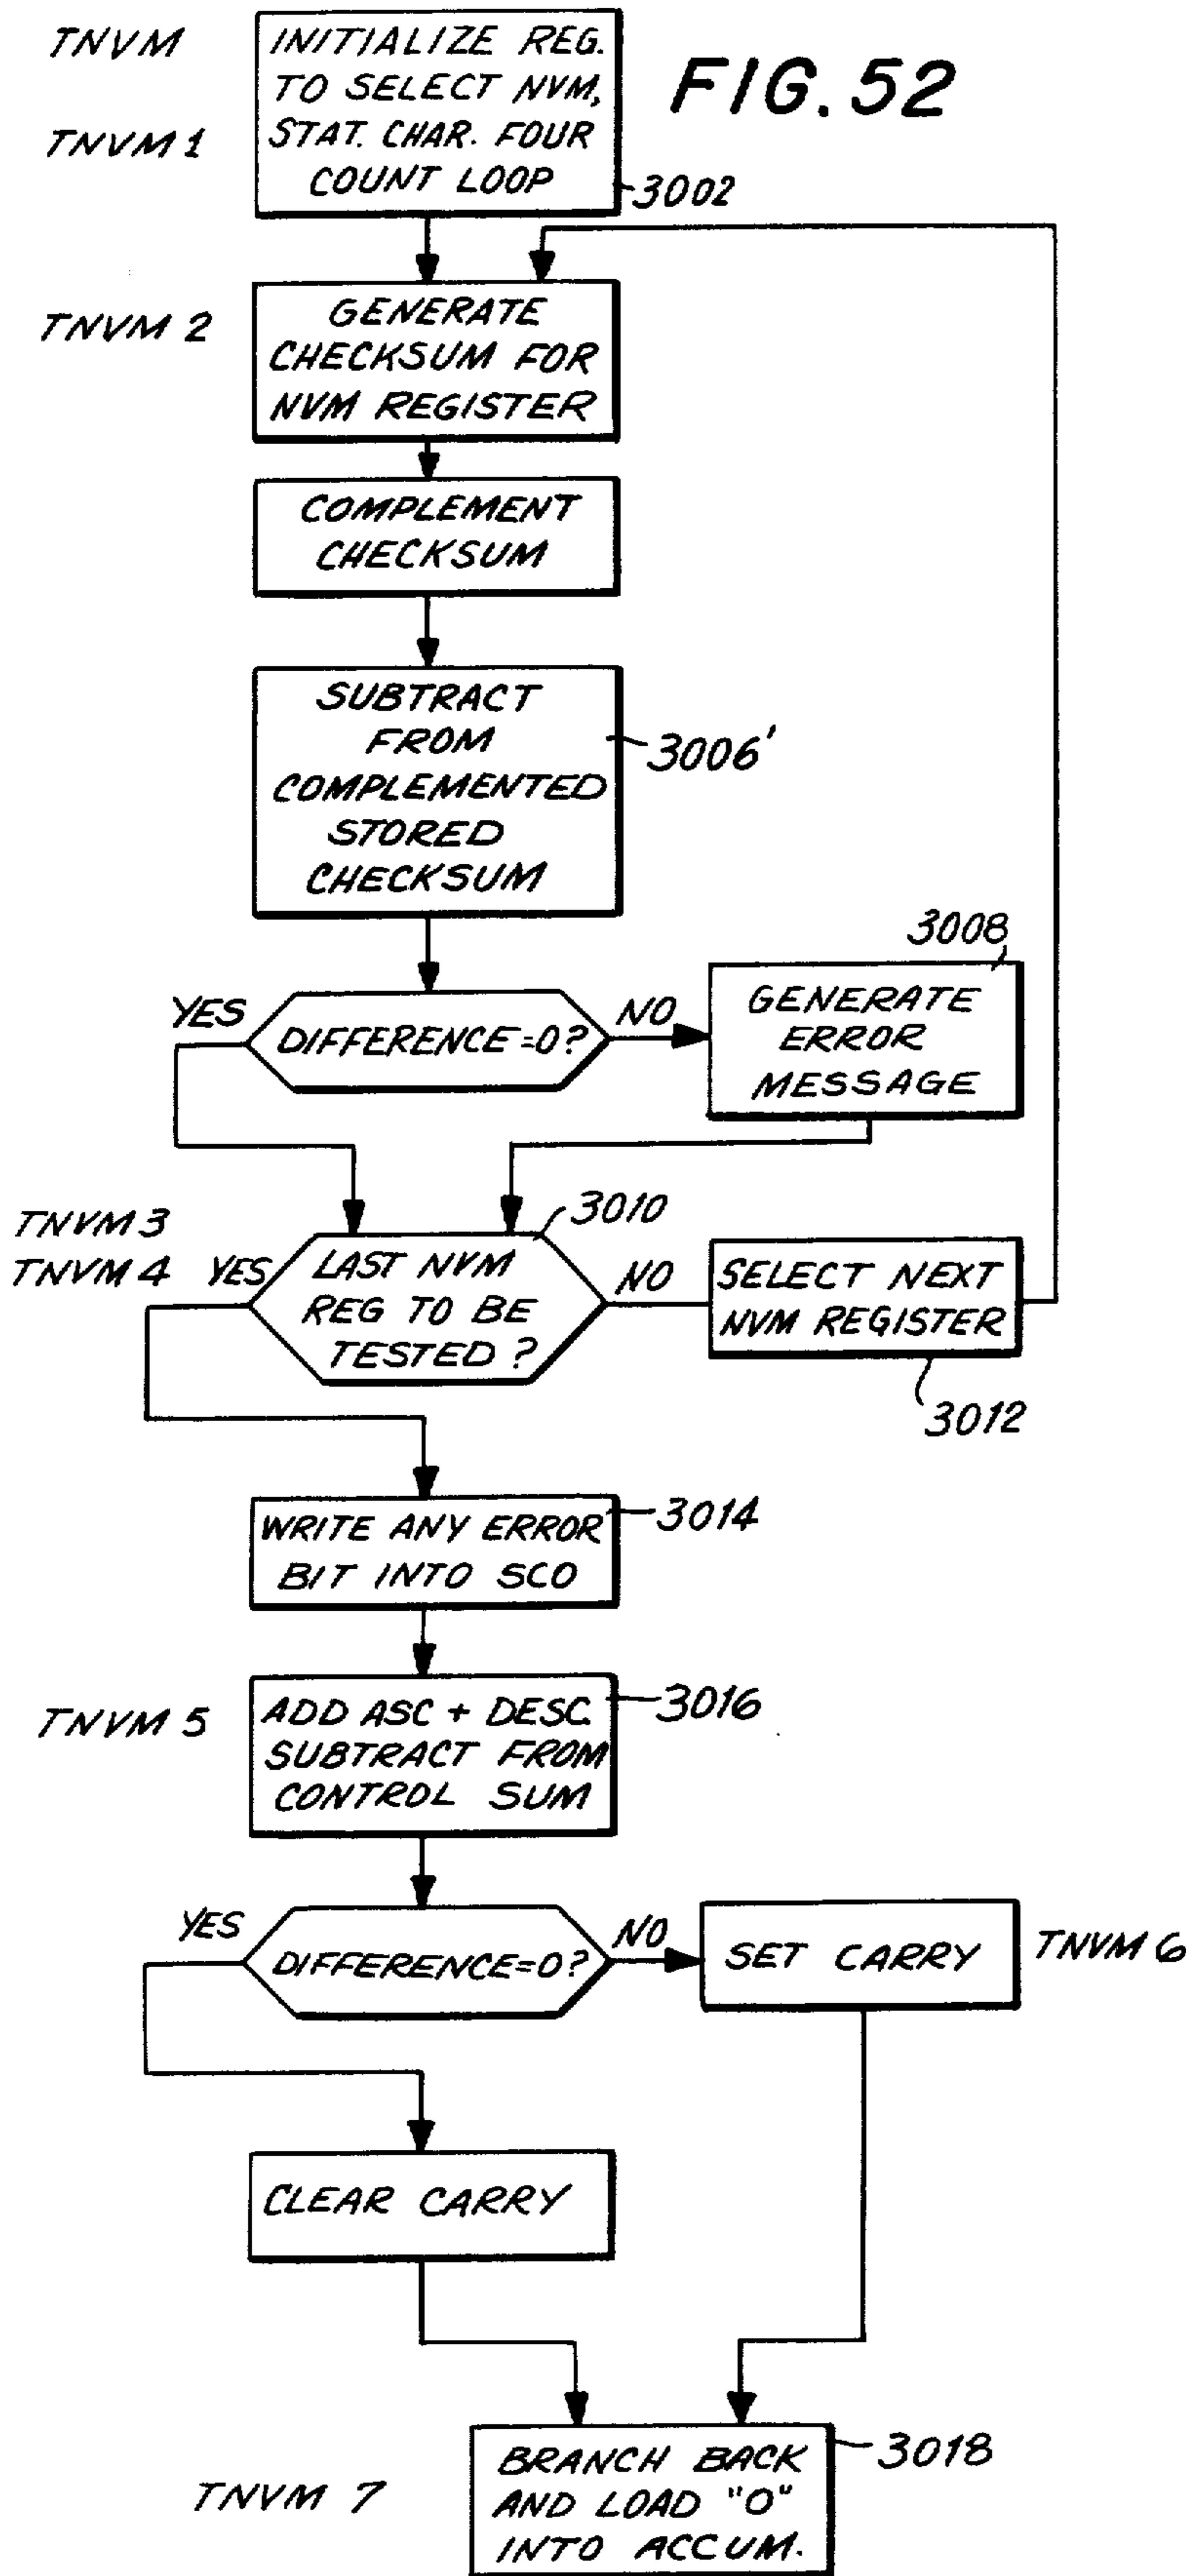 TNVM
TNVM 1
INITIALIZE REG.
TO SELECT NVM,
STAT. CHAR. FOUR
COUNT LOOP
3002
FIG. 52
TNVM 2
GENERATE
CHECKSUM FOR
NVM REGISTER
COMPLEMENT
CHECKSUM
SUBTRACT
FROM
COMPLEMENTED
STORED
CHECKSUM
3006'
YES
DIFFERENCE=0?
NO
3008
GENERATE
ERROR
MESSAGE
TNVM 3
TNVM 4
YES
3010
LAST NVM
REG TO BE
TESTED?
NO
SELECT NEXT
NVM REGISTER
3012
WRITE ANY ERROR
BIT INTO SCO
3014
TNVM 5
ADD ASC + DESC.
SUBTRACT FROM
CONTROL SUM
3016
YES
DIFFERENCE=0?
NO
SET CARRY
TNVM 6
CLEAR CARRY
TNVM 7
BRANCH BACK
AND LOAD "0"
INTO ACCUM.
3018